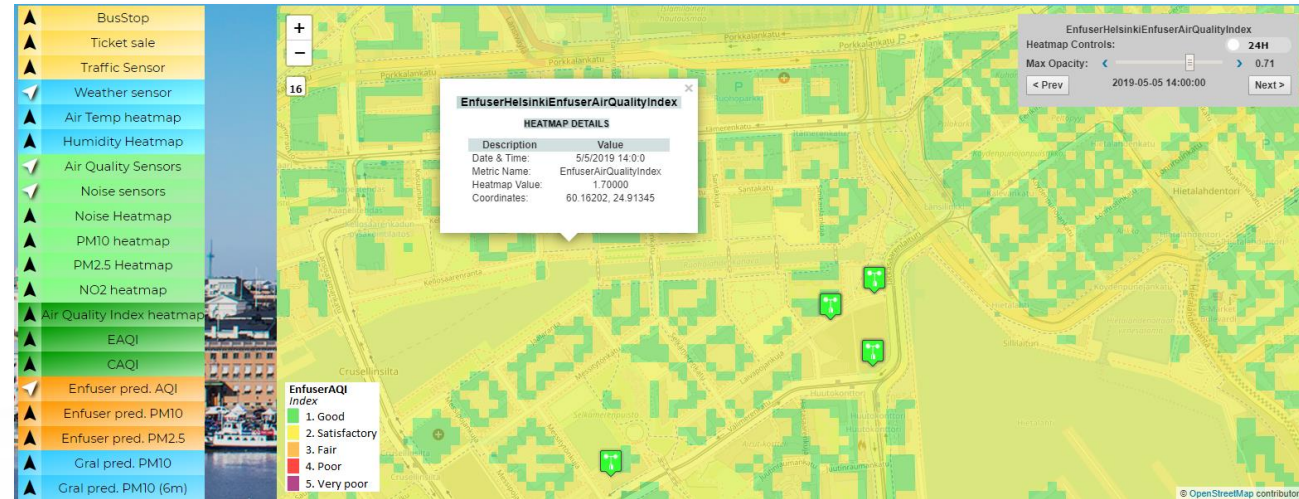 BusStop
Ticket sale
Traffic Sensor
Weather sensor
Air Temp heatmap
Humidity Heatmap
Air Quality Sensors
Noise sensors
Noise Heatmap
PM10 heatmap
PM2.5 Heatmap
NO2 heatmap
Air Quality Index heatmap
EAQI
CAQI
Enfuser pred. AQI
Enfuser pred. PM10
Enfuser pred. PM2.5
Gral pred. PM10
Gral pred. PM10 (6m)
+
−
16
EnfuserHelsinkiEnfuserAirQualityIndex
×
HEATMAP DETAILS
Description Value
Date & Time: 5/5/2019 14:0:0
Metric Name: EnfuserAirQualityIndex
Heatmap Value: 1.70000
Coordinates: 60.16202, 24.91345
EnfuserHelsinkiEnfuserAirQualityIndex
Heatmap Controls: 24H
Max Opacity: 0.71
< Prev 2019-05-05 14:00:00 Next >
Porkkalankatu
Porkkalankatu
Porkkalankatu
P
Santakatu
Hietalahdentori
P
Kellosaarenranta
Crusellinsilta
Sillilaituri
EnfuserAQI
Index
1. Good
2. Satisfactory
3. Fair
4. Poor
5. Very poor
© OpenStreetMap contributor